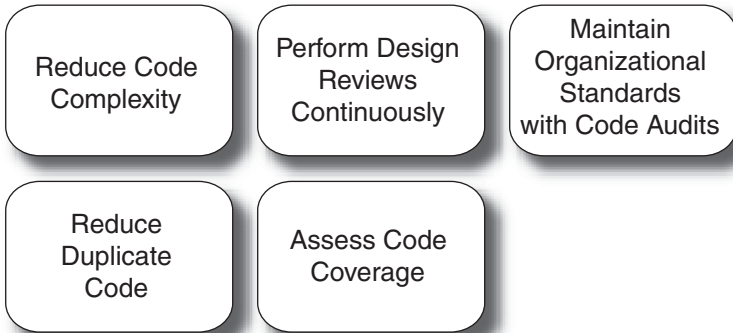 Reduce Code
Complexity
Perform Design
Reviews
Continuously
Maintain
Organizational
Standards
with Code Audits
Reduce
Duplicate
Code
Assess Code
Coverage